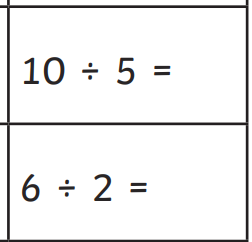 10 ÷ 5 =
6 ÷ 2 =